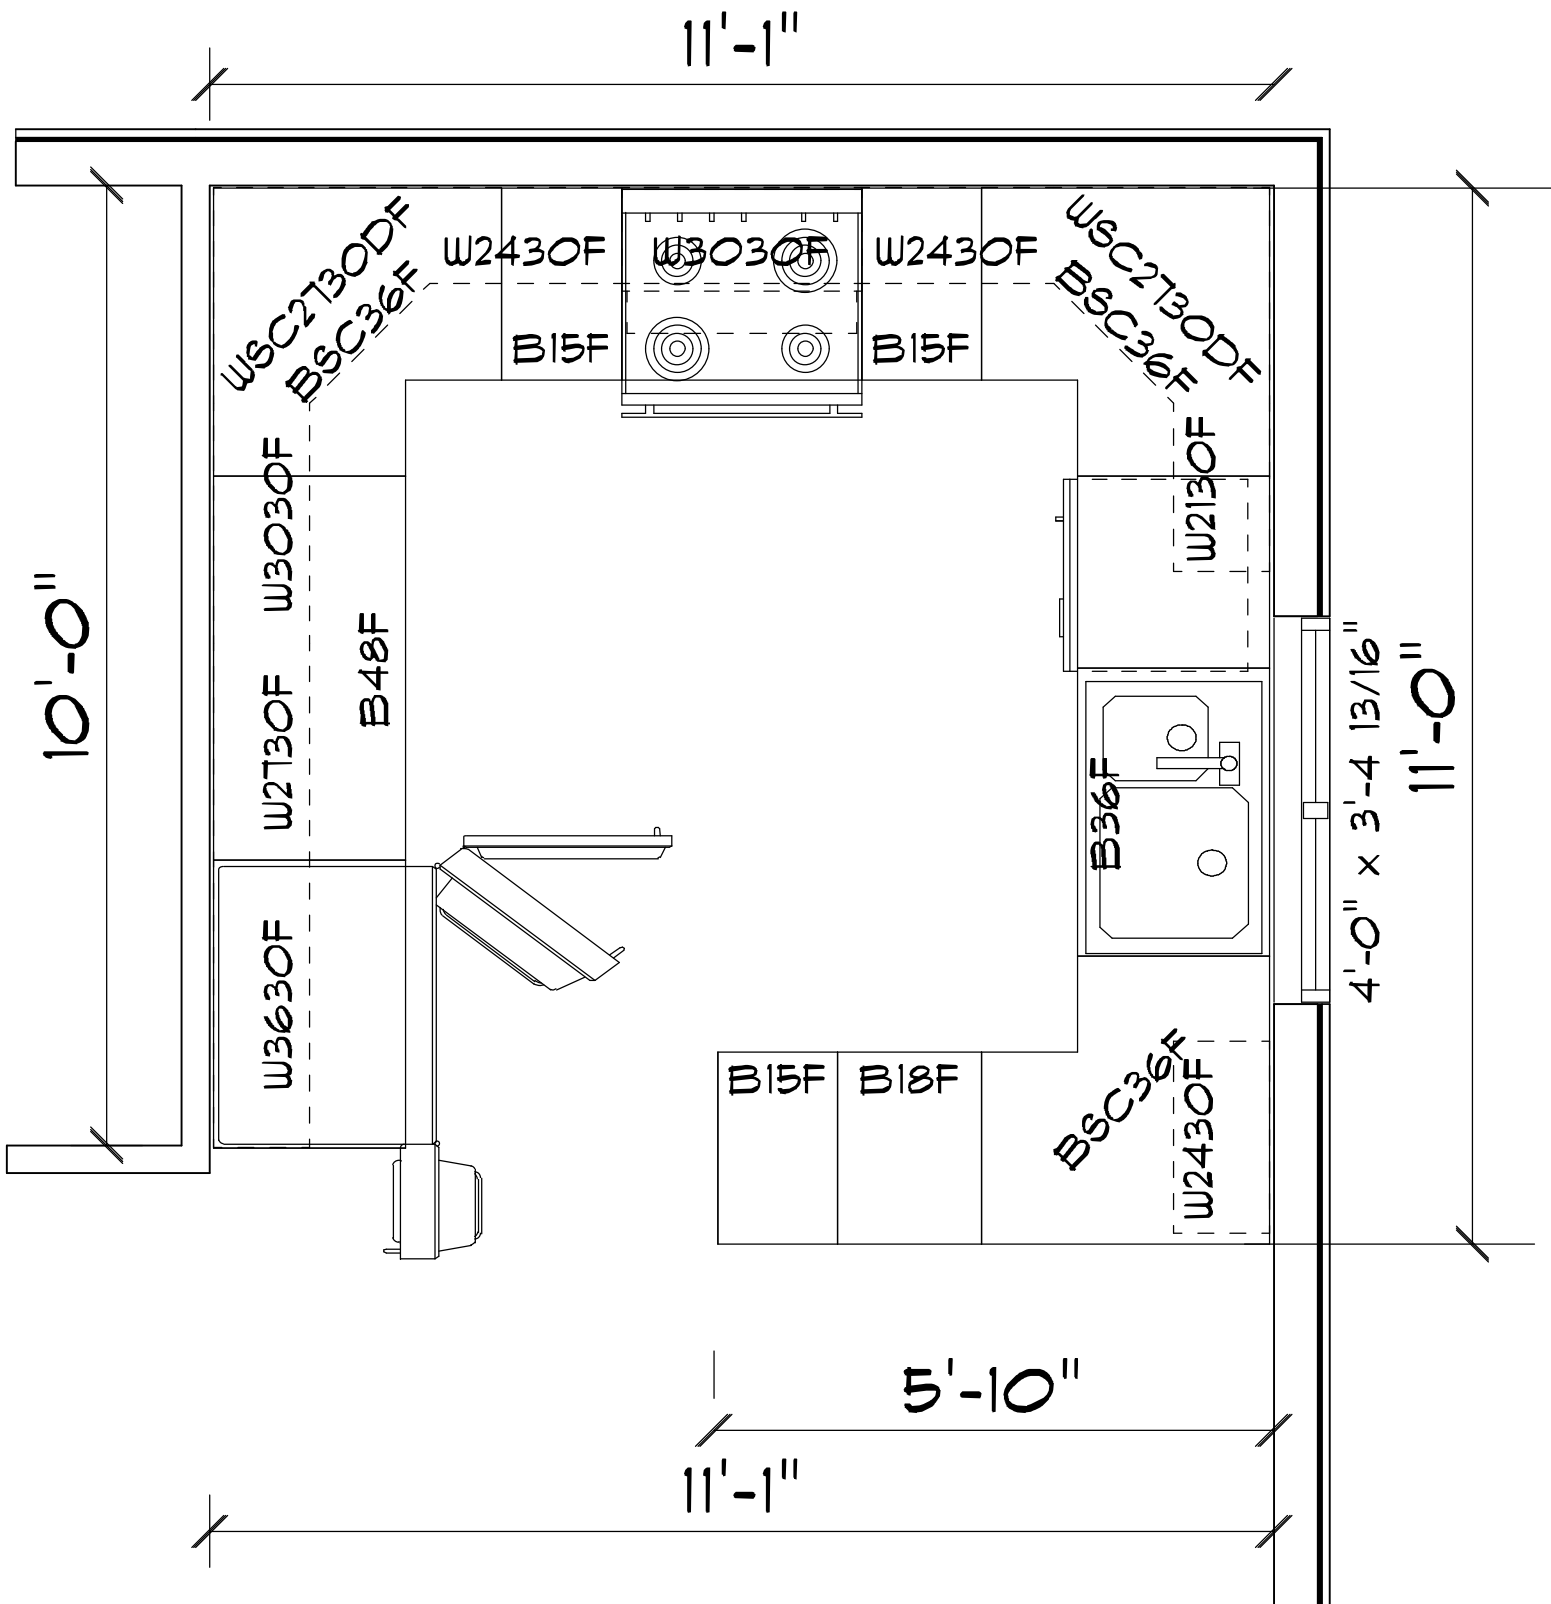 11'-1"
WSC2730DF
BSC36F
W2430F
W3030F
W2430F
WSC2730DF
BSC36F
B15F
B15F
W3030F
W2130F
10'-0"
B48F
W2730F
4'-0" x 3'-4 13/16"
11'-0"
B36F
W3630F
B15F
B18F
BSC36F
W2430F
5'-10"
11'-1"